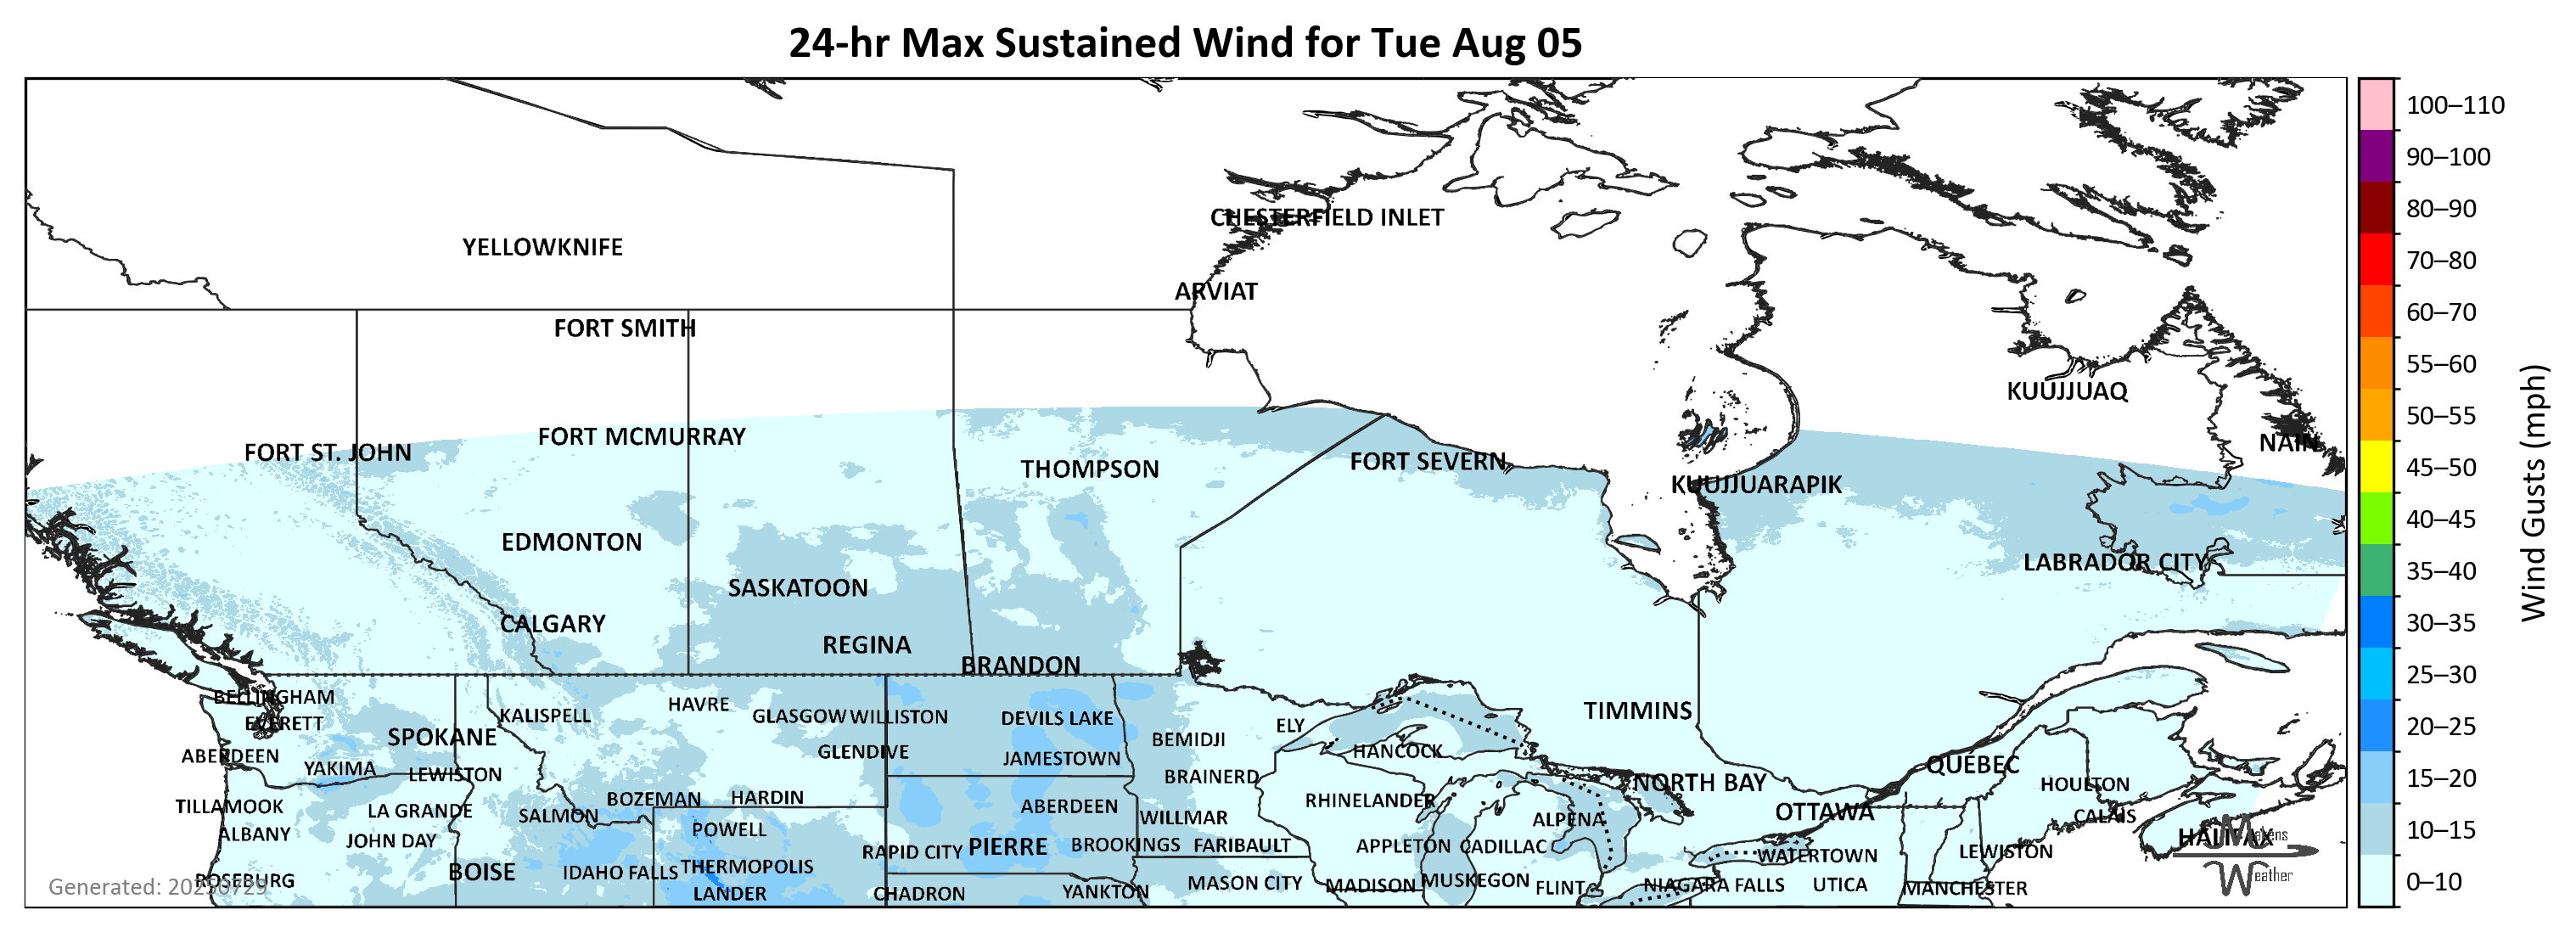 24-hr Max Sustained Wind for Tue Aug 05
CHESTERFIELD INLET
YELLOWKNIFE
ARVIAT
FORT SMITH
KUUJJUAQ
FORT MCMURRAY
NAIN
FORT ST. JOHN
FORT SEVERN
THOMPSON
KUUJJUARAPIK
EDMONTON
LABRADOR CITY
SASKATOON
CALGARY
REGINA
BRANDON
BELLINGHAM
HAVRE
TIMMINS
KALISPELL
GLASGOW
WILLISTON
DEVILS LAKE
EVERETT
ELY
SPOKANE
BEMIDJI
HANCOCK
GLENDIVE
ABERDEEN
JAMESTOWN
QUÉBEC
YAKIMA
LEWISTON
BRAINERD
NORTH BAY
HOULTON
BOZEMAN
HARDIN
RHINELANDER
TILLAMOOK
LA GRANDE
ABERDEEN
OTTAWA
SALMON
WILLMAR
ALPENA
CALAIS
POWELL
ALBANY
HALIFAX
Makens
JOHN DAY
PIERRE
BROOKINGS
FARIBAULT
APPLETON
CADILLAC
RAPID CITY
LEWISTON
WATERTOWN
THERMOPOLIS
BOISE
IDAHO FALLS
Weather
ROSEBURG
MUSKEGON
MASON CITY
MADISON
NIAGARA FALLS
UTICA
Generated: 20250729
FLINT
MANCHESTER
YANKTON
LANDER
CHADRON
100–110
90–100
80–90
70–80
60–70
55–60
50–55
45–50
40–45
35–40
30–35
25–30
20–25
15–20
10–15
0–10
Wind Gusts (mph)